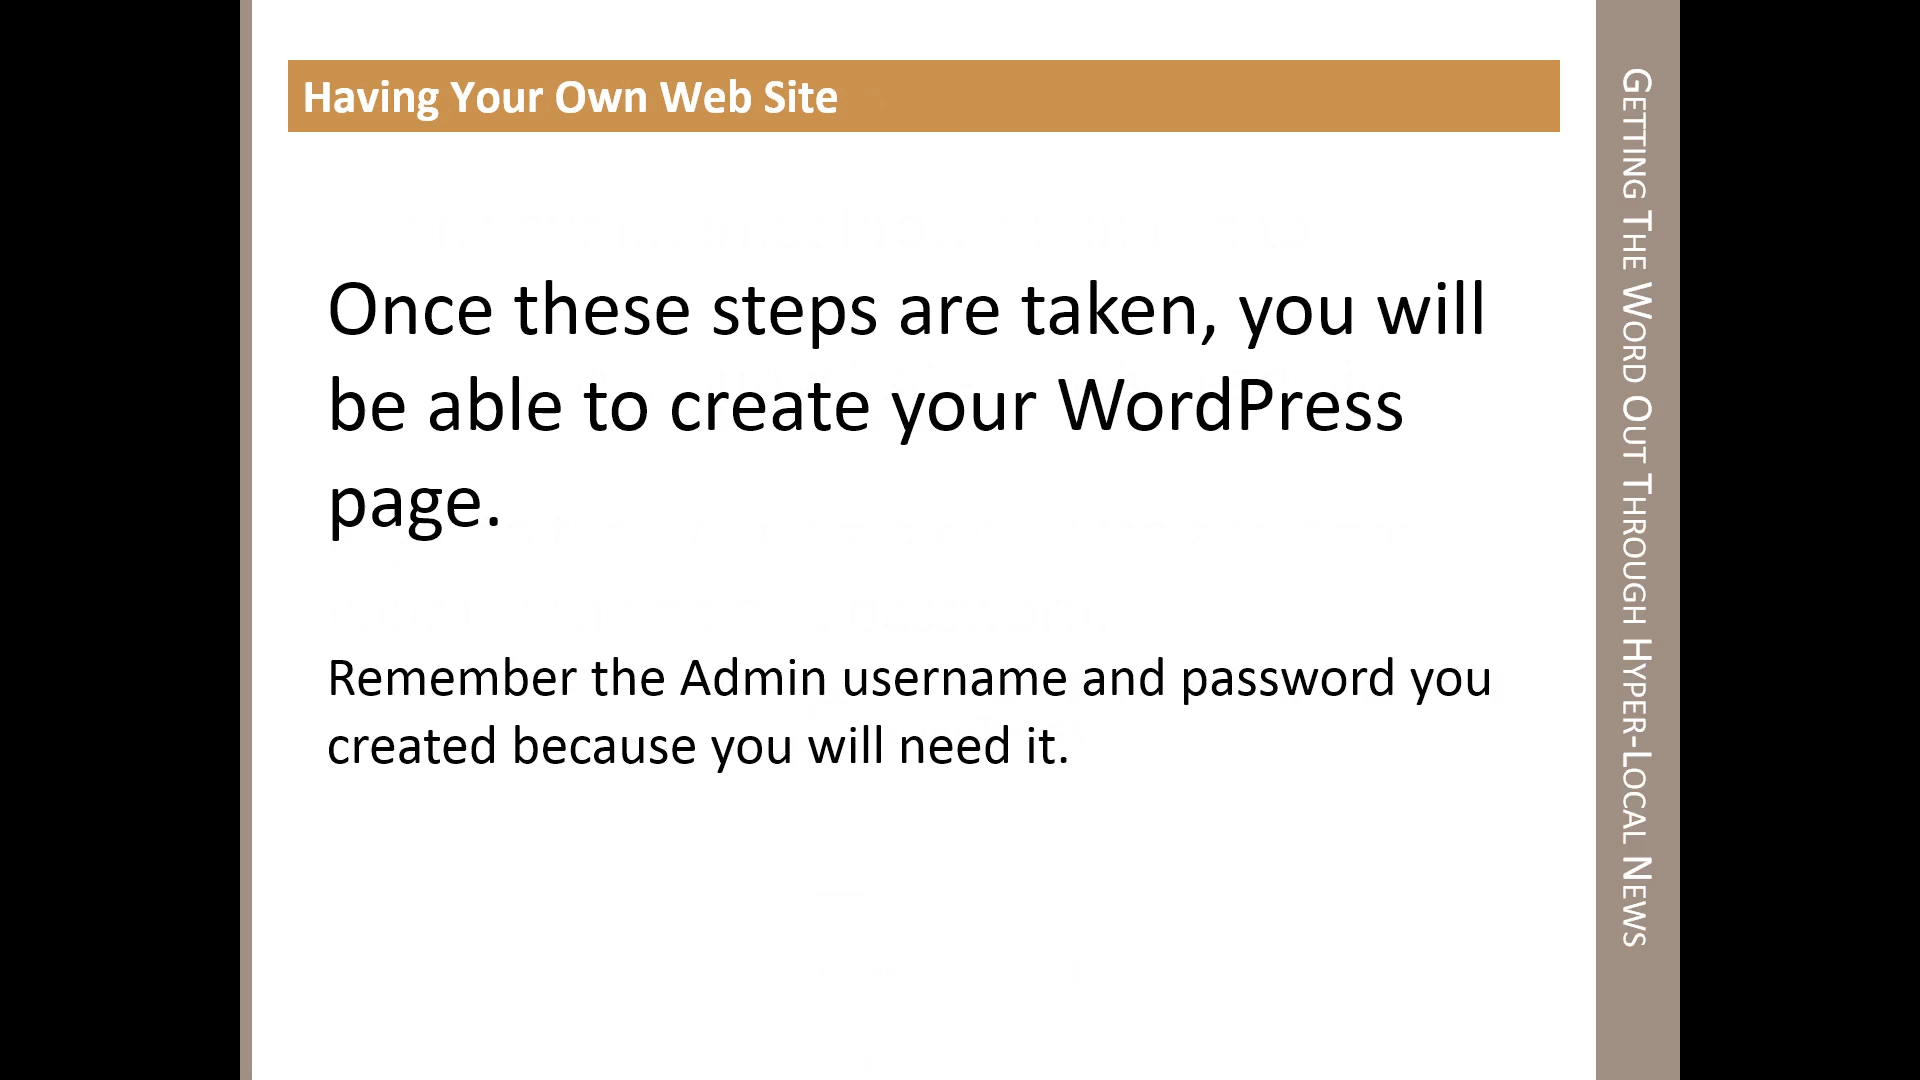 Having Your Own Web Site
Once these steps are taken, you will
be able to create your WordPress
page.
Remember the Admin username and password you
created because you will need it.
GETTING THE WORD OUT THROUGH HYPER-LOCAL NEWS